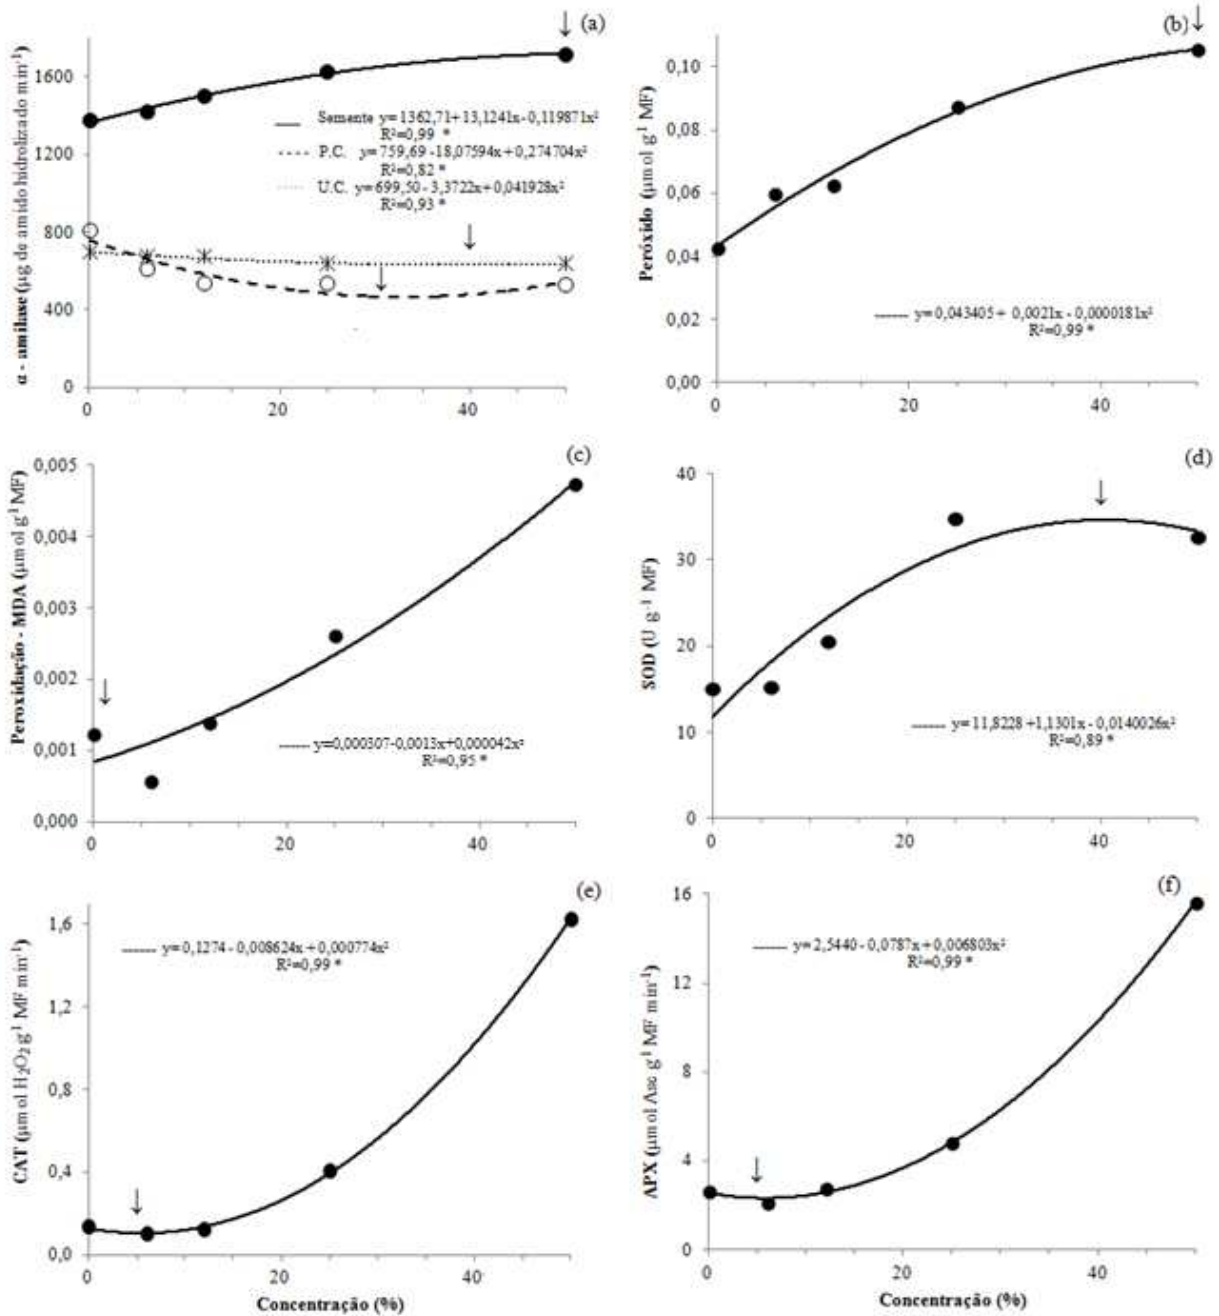 (a)
α - amilase (µg de amido hidrolizado min⁻¹)
1600
1200
800
400
0
0 20 40
Semente y= 1362,71+ 13,1241x- 0,119871x²
R²=0,99 *
P.C. y= 759,69 -18,07594x + 0,274704x²
R²=0,82 *
U.C. y= 699,50 - 3,3722x + 0,041928x²
R²=0,93 *
(b)
Peróxido (µmol g¹ MF)
0,10
0,08
0,06
0,04
0,02
0,00
0 20 40
y= 0,043405 + 0,0021x - 0,0000181x²
R²=0,99 *
(c)
Peroxidação - MDA (µmol g¹ MF)
0,005
0,004
0,003
0,002
0,001
0,000
0 20 40
y=0,000307-0,0013x+0,000042x²
R²=0,95 *
(d)
SOD (U g⁻¹ MF)
40
30
20
10
0
0 20 40
y= 11,8228 +1,1301x - 0,0140026x²
R²=0,89 *
(e)
CAT (µmol H₂O₂ g¹ MF min⁻¹)
1,6
1,2
0,8
0,4
0,0
0 20 40
y= 0,1274 - 0,008624x + 0,000774x²
R²=0,99 *
Concentração (%)
(f)
APX (µmol Asc g¹ MF min⁻¹)
16
12
8
4
0
0 20 40
y= 2,5440 - 0,0787x + 0,006803x²
R²=0,99 *
Concentração (%)